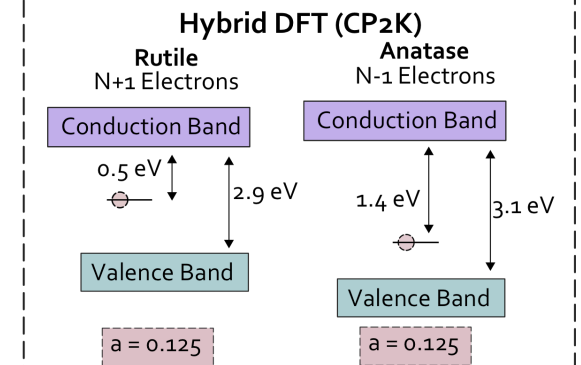 Hybrid DFT (CP2K)
Rutile
N+1 Electrons
Conduction Band
0.5 eV
2.9 eV
Valence Band
a = 0.125
Anatase
N-1 Electrons
Conduction Band
1.4 eV
3.1 eV
Valence Band
a = 0.125